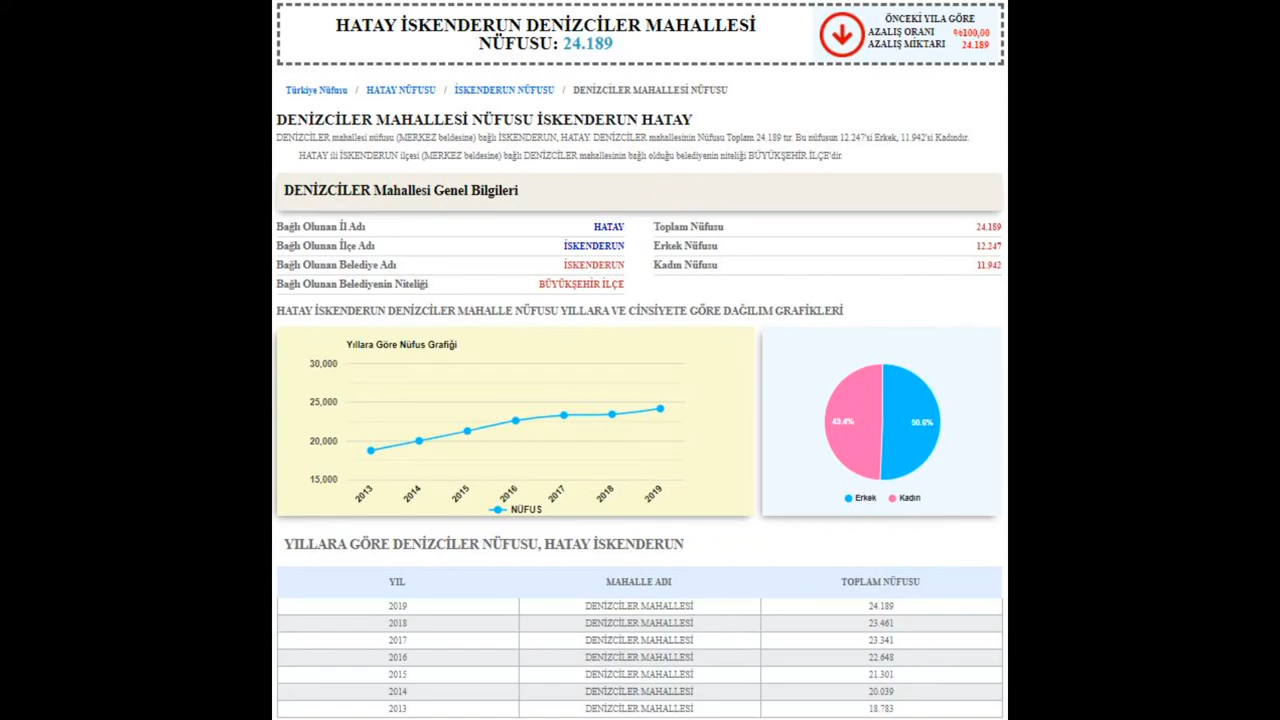 HATAY İSKENDERUN DENİZCİLER MAHALLESİ
NÜFUSU: 24.189
ÖNCEKİ YILA GÖRE
AZALIŞ ORANI %100,00
AZALIŞ MİKTARI 24.189
Türkiye Nüfusu / HATAY NÜFUSU / İSKENDERUN NÜFUSU / DENİZCİLER MAHALLESİ NÜFUSU
DENİZCİLER MAHALLESİ NÜFUSU İSKENDERUN HATAY
DENİZCİLER mahallesi nüfusu (MERKEZ beldesine) bağlı İSKENDERUN, HATAY. DENİZCİLER mahallesinin Nüfusu Toplam 24.189 tır. Bu nüfusun 12.247'si Erkek, 11.942'si Kadındır.
HATAY ili İSKENDERUN ilçesi (MERKEZ beldesine) bağlı DENİZCİLER mahallesinin bağlı olduğu belediyenin niteliği BÜYÜKŞEHİR İLÇE'dir.
DENİZCİLER Mahallesi Genel Bilgileri
Bağlı Olunan İl Adı HATAY Toplam Nüfusu 24.189
Bağlı Olunan İlçe Adı İSKENDERUN Erkek Nüfusu 12.247
Bağlı Olunan Belediye Adı İSKENDERUN Kadın Nüfusu 11.942
Bağlı Olunan Belediyenin Niteliği BÜYÜKŞEHİR İLÇE
HATAY İSKENDERUN DENİZCİLER MAHALLE NÜFUSU YILLARA VE CİNSİYETE GÖRE DAĞILIM GRAFİKLERİ
Yıllara Göre Nüfus Grafiği
30,000
25,000
20,000
15,000
2013 2014 2015 2016 2017 2018 2019
NÜFUS
49.4% 50.6%
Erkek Kadın
YILLARA GÖRE DENİZCİLER NÜFUSU, HATAY İSKENDERUN
YIL MAHALLE ADI TOPLAM NÜFUSU
2019 DENİZCİLER MAHALLESİ 24.189
2018 DENİZCİLER MAHALLESİ 23.461
2017 DENİZCİLER MAHALLESİ 23.341
2016 DENİZCİLER MAHALLESİ 22.648
2015 DENİZCİLER MAHALLESİ 21.301
2014 DENİZCİLER MAHALLESİ 20.039
2013 DENİZCİLER MAHALLESİ 18.783